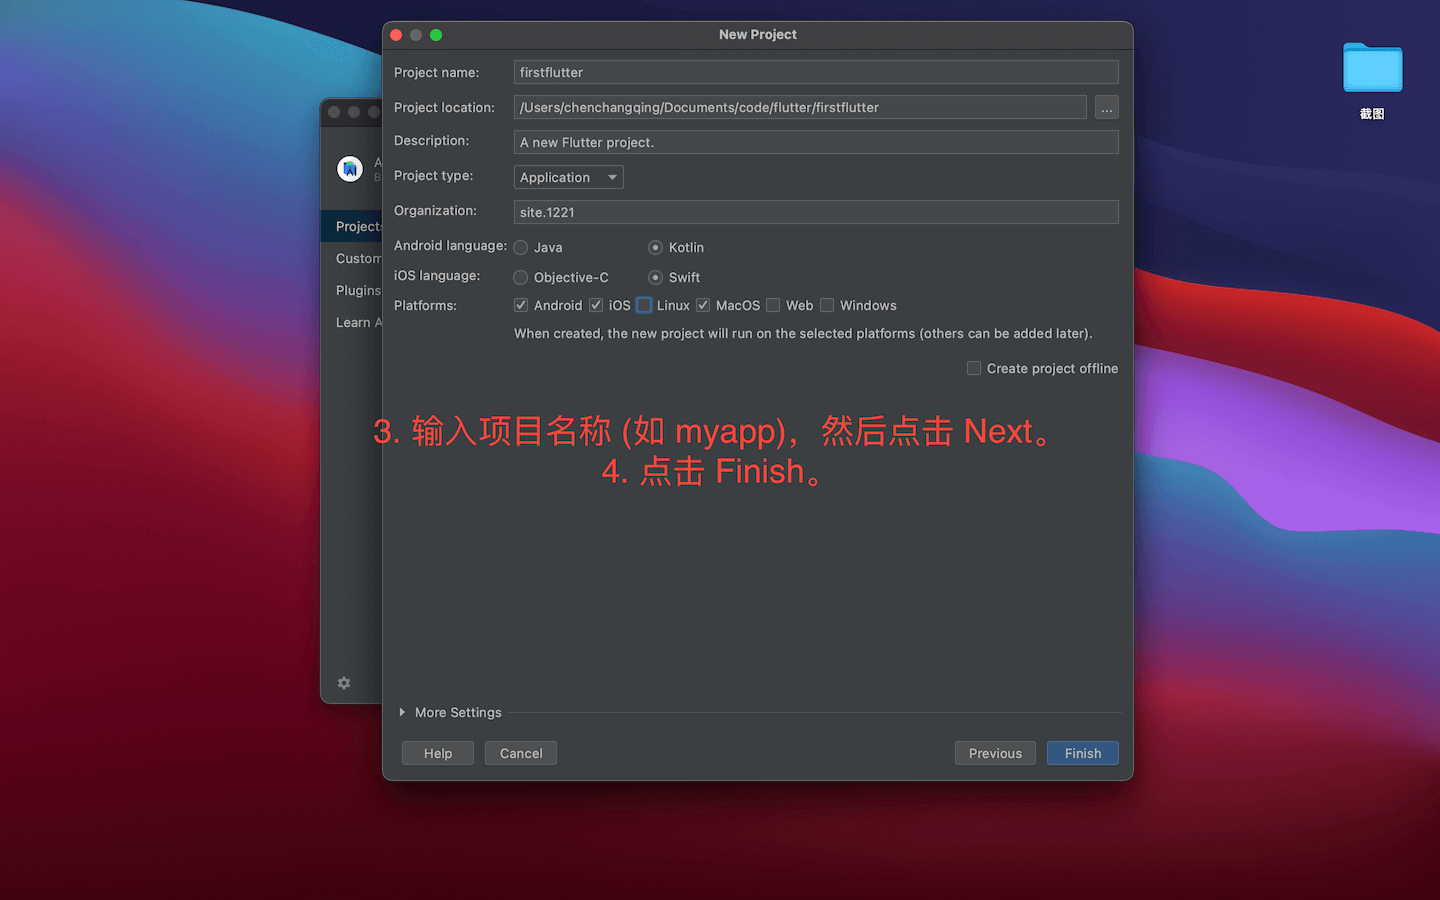 New Project
Project name: firstflutter
Project location: /Users/chenchangqing/Documents/code/flutter/firstflutter ...
Description: A new Flutter project.
Project type: Application
Organization: site.1221
Android language: Java Kotlin
iOS language: Objective-C Swift
Platforms: Android iOS Linux MacOS Web Windows
When created, the new project will run on the selected platforms (others can be added later).
Create project offline
3. 输入项目名称 (如 myapp)，然后点击 Next。
4. 点击 Finish。
More Settings
Help Cancel Previous Finish
A
B
Projects
Custom
Plugins
Learn A
截图